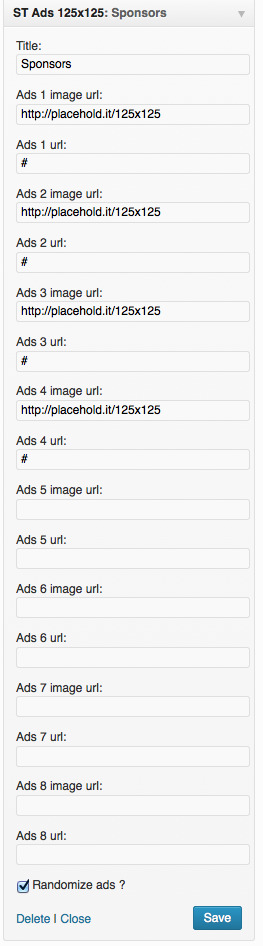 ST Ads 125x125: Sponsors
Title:
Sponsors
Ads 1 image url:
http://placehold.it/125x125
Ads 1 url:
#
Ads 2 image url:
http://placehold.it/125x125
Ads 2 url:
#
Ads 3 image url:
http://placehold.it/125x125
Ads 3 url:
#
Ads 4 image url:
http://placehold.it/125x125
Ads 4 url:
#
Ads 5 image url:
Ads 5 url:
Ads 6 image url:
Ads 6 url:
Ads 7 image url:
Ads 7 url:
Ads 8 image url:
Ads 8 url:
Randomize ads ?
Delete | Close Save